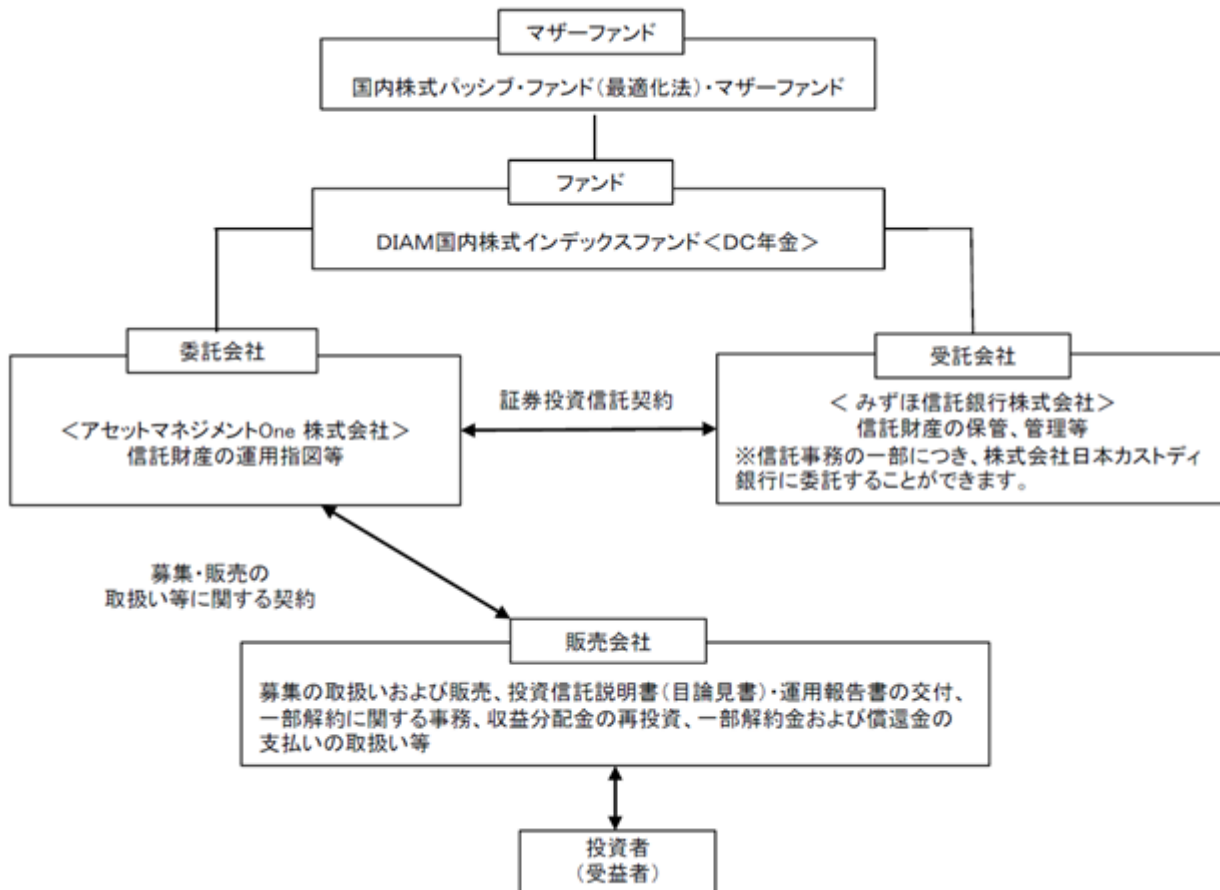 マザーファンド
国内株式パッシブ・ファンド(最適化法)・マザーファンド
ファンド
DIAM国内株式インデックスファンド<DC年金>
委託会社
<アセットマネジメントOne 株式会社>
信託財産の運用指図等
証券投資信託契約
受託会社
< みずほ信託銀行株式会社>
信託財産の保管、管理等
※信託事務の一部につき、株式会社日本カストディ
銀行に委託することができます。
募集・販売の
取扱い等に関する契約
販売会社
募集の取扱いおよび販売、投資信託説明書(目論見書)・運用報告書の交付、
一部解約に関する事務、収益分配金の再投資、一部解約金および償還金の
支払いの取扱い等
投資者
(受益者)